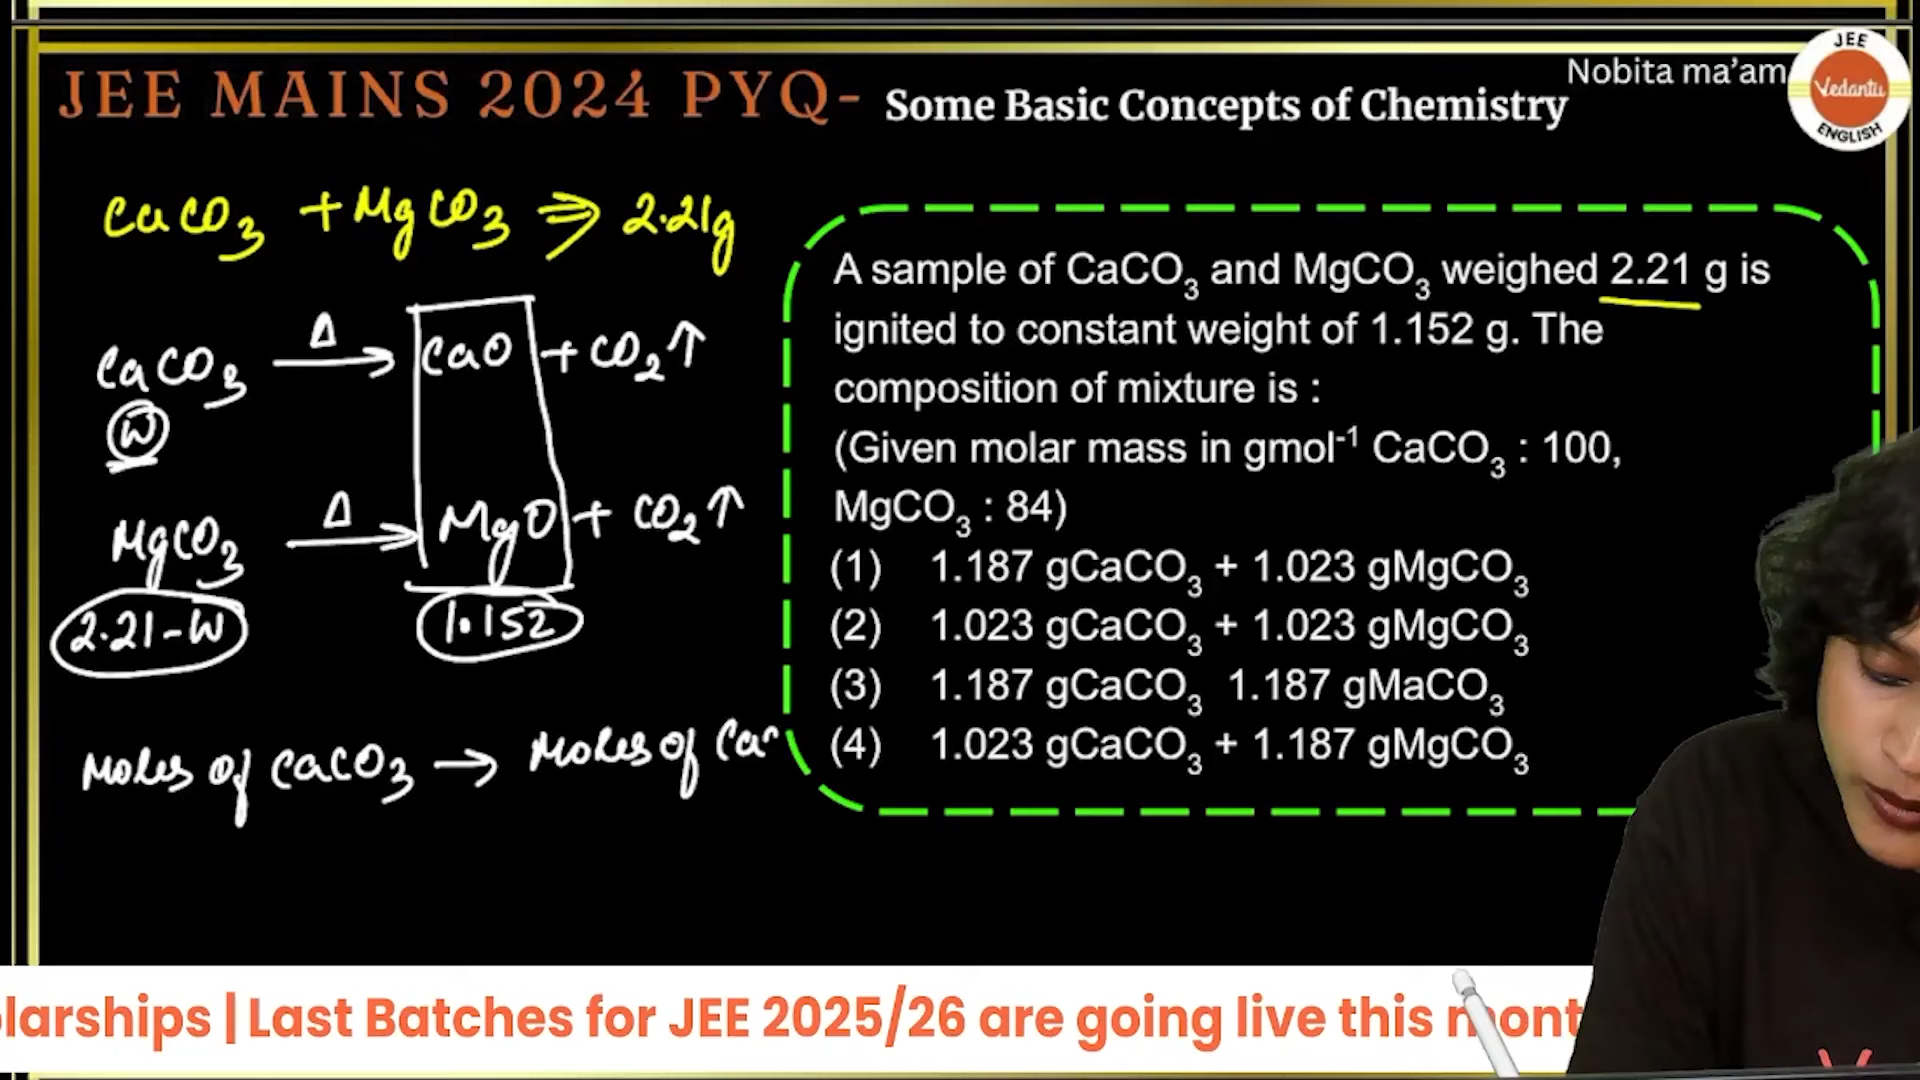 JEE MAINS 2024 PYQ- Some Basic Concepts of Chemistry
Nobita ma'am
JEE
Vedantu
ENGLISH
CaCO3 + MgCO3 ⇒ 2.21g
CaCO3 Δ → CaO + CO2↑
W
MgCO3 Δ → MgO + CO2↑
2.21-W 1.152
Moles of CaCO3 → Moles of Ca
A sample of CaCO3 and MgCO3 weighed 2.21 g is
ignited to constant weight of 1.152 g. The
composition of mixture is :
(Given molar mass in gmol-1 CaCO3 : 100,
MgCO3 : 84)
(1) 1.187 gCaCO3 + 1.023 gMgCO3
(2) 1.023 gCaCO3 + 1.023 gMgCO3
(3) 1.187 gCaCO3 1.187 gMaCO3
(4) 1.023 gCaCO3 + 1.187 gMgCO3
larships | Last Batches for JEE 2025/26 are going live this mont